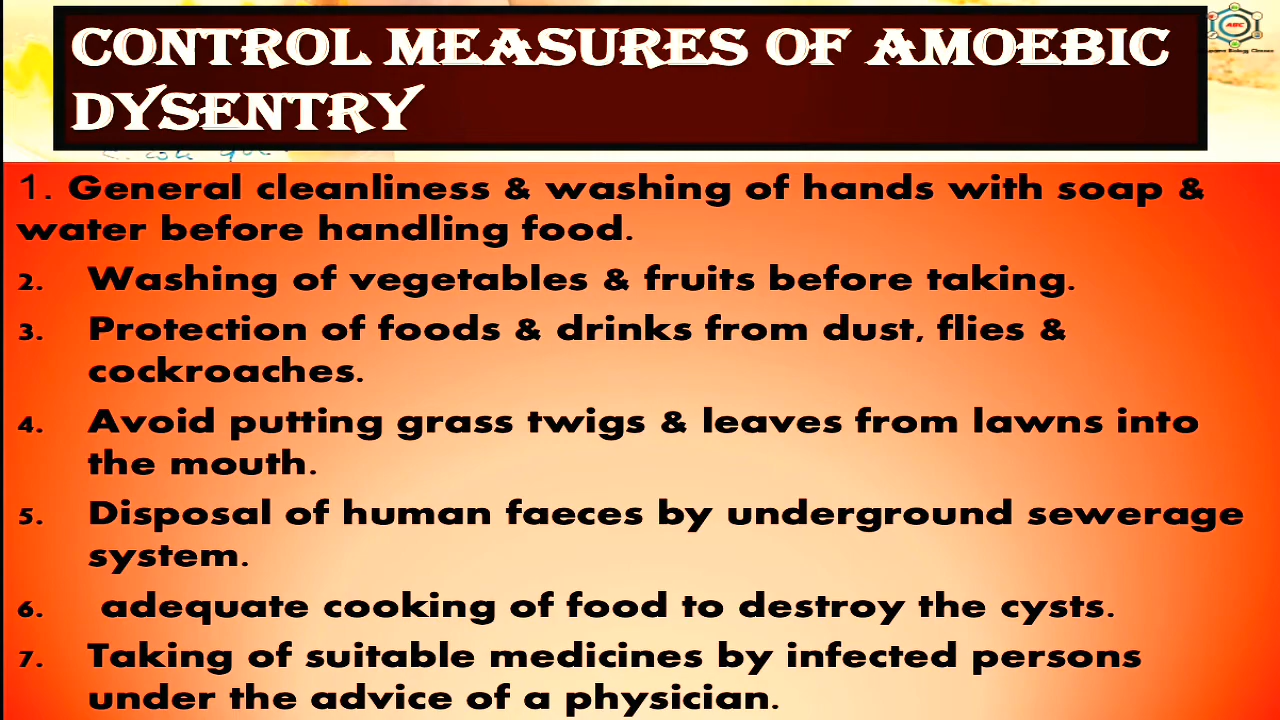 CONTROL MEASURES OF AMOEBIC
DYSENTRY
ABC
1. General cleanliness & washing of hands with soap &
water before handling food.
2. Washing of vegetables & fruits before taking.
3. Protection of foods & drinks from dust, flies &
cockroaches.
4. Avoid putting grass twigs & leaves from lawns into
the mouth.
5. Disposal of human faeces by underground sewerage
system.
6. adequate cooking of food to destroy the cysts.
7. Taking of suitable medicines by infected persons
under the advice of a physician.